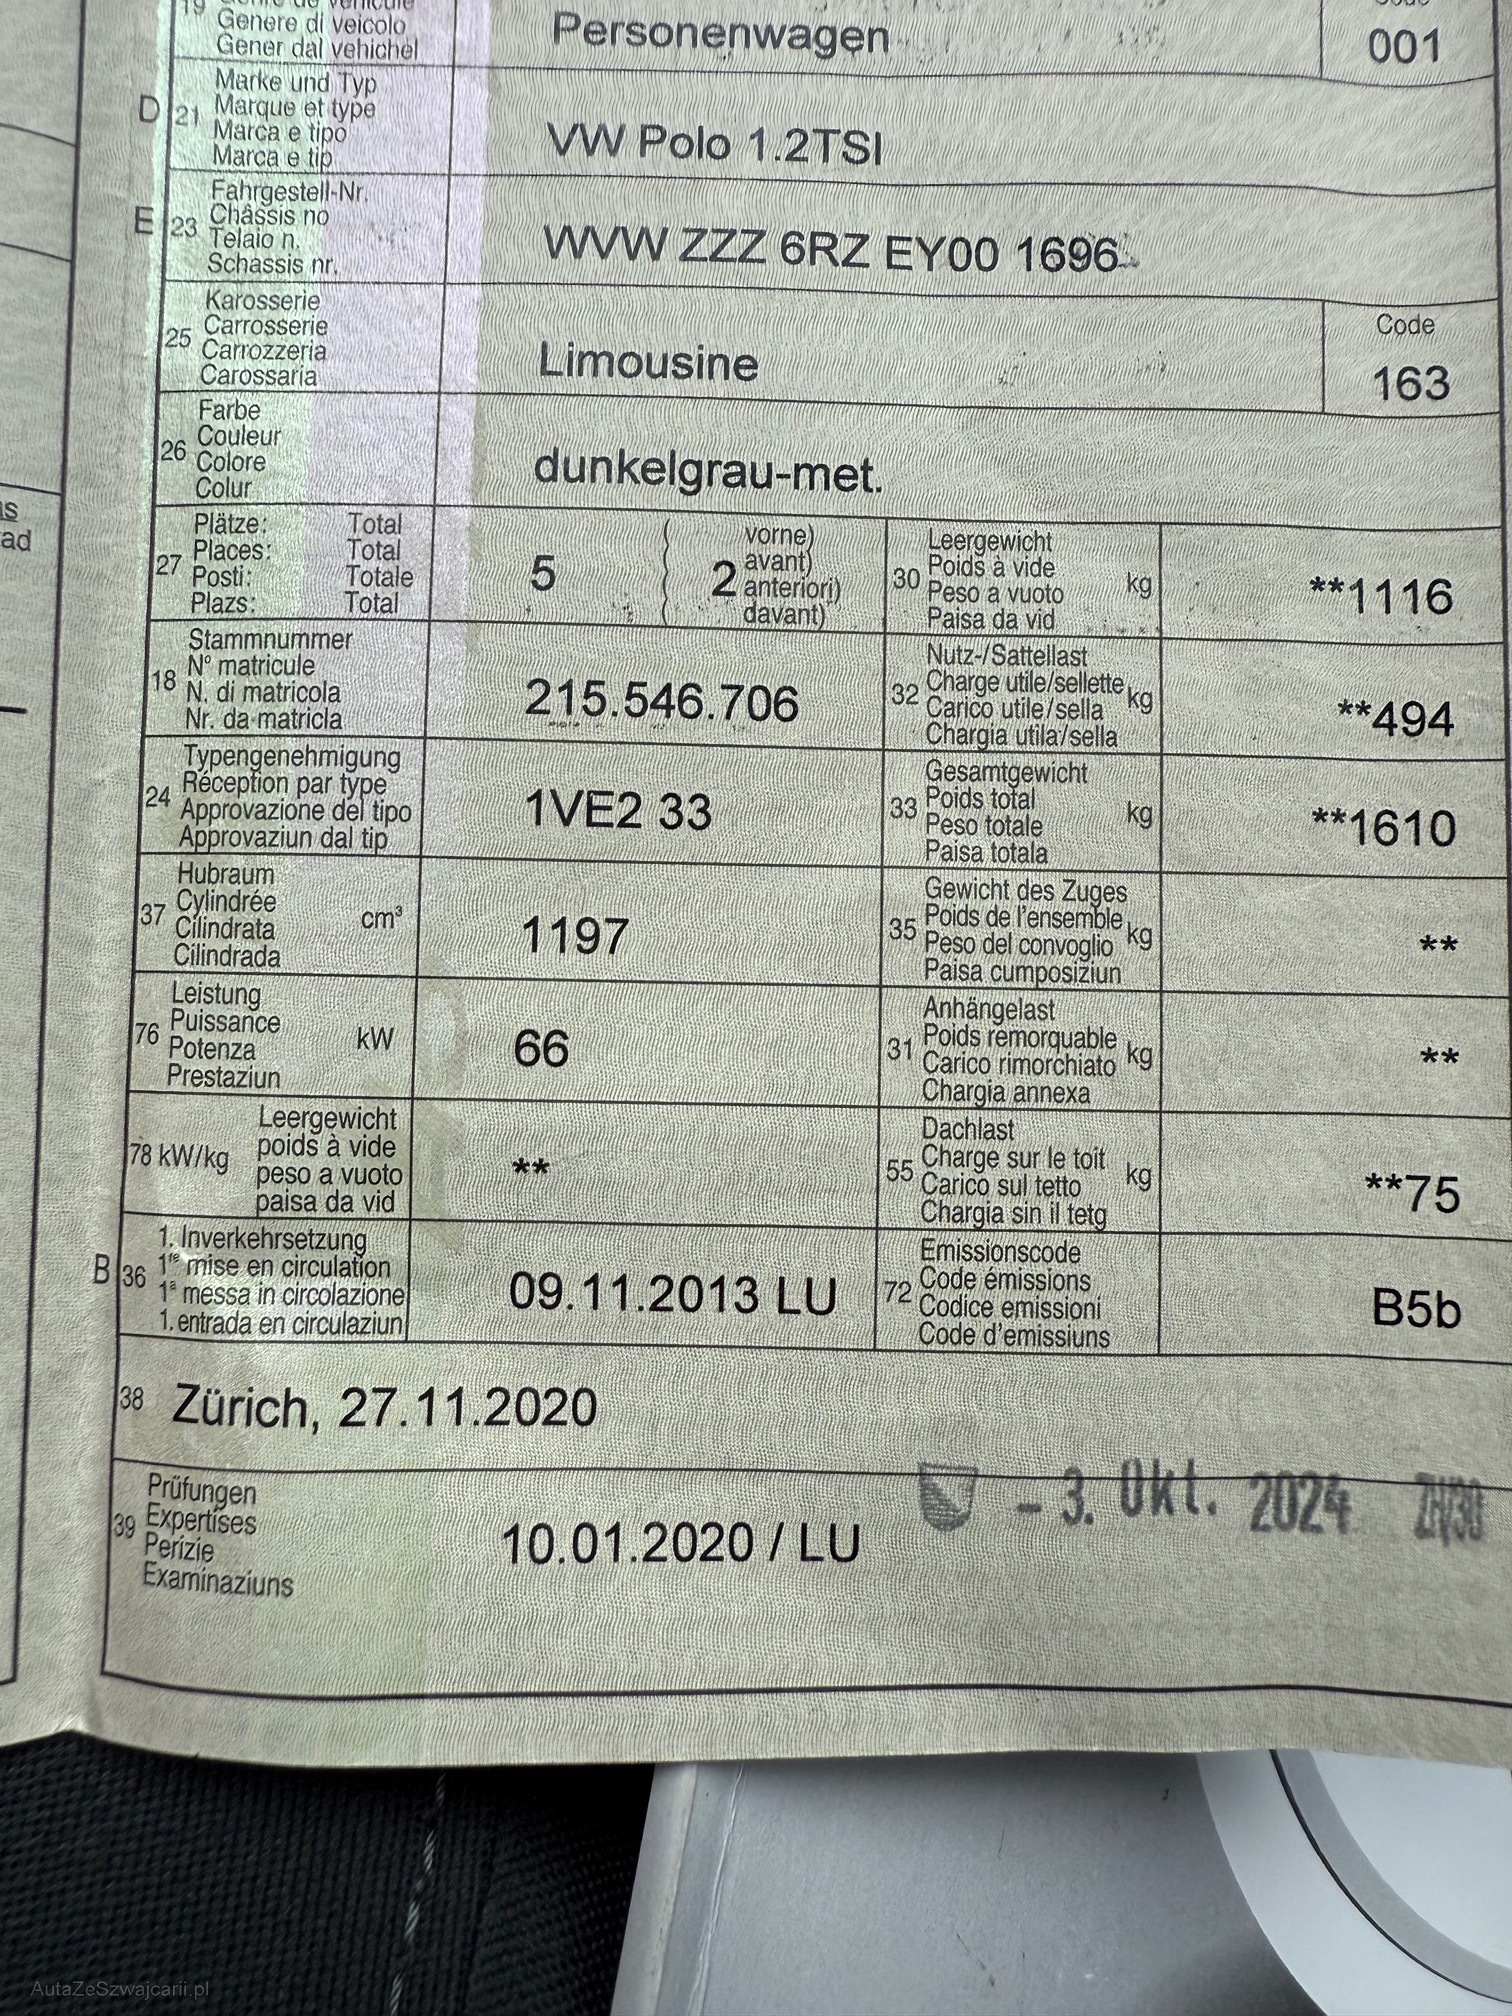 19 Genre de véhicule
Genere di veicolo
Gener dal vehichel
Personenwagen
Code
001
D 21 Marke und Typ
Marque et type
Marca e tipo
Marca e tip
VW Polo 1.2TSI
E 23 Fahrgestell-Nr.
Châssis no
Telaio n.
Schassis nr.
WVW ZZZ 6RZ EY00 1696
25 Karosserie
Carrosserie
Carrozzeria
Carossaria
Limousine
Code
163
26 Farbe
Couleur
Colore
Colur
dunkelgrau-met.
27 Plätze: Total
Places: Total
Posti: Totale
Plazs: Total
5 ( 2 vorne)
avant)
anteriori)
davant)
30 Leergewicht
Poids à vide
Peso a vuoto
Paisa da vid
kg
**1116
18 Stammnummer
N° matricule
N. di matricola
Nr. da matricla
215.546.706
32 Nutz-/Sattellast
Charge utile/sellette
Carico utile/sella
Chargia utila/sella
kg
**494
24 Typengenehmigung
Réception par type
Approvazione del tipo
Approvaziun dal tip
1VE2 33
33 Gesamtgewicht
Poids total
Peso totale
Paisa totala
kg
**1610
37 Hubraum
Cylindrée
Cilindrata
Cilindrada
cm³
1197
35 Gewicht des Zuges
Poids de l'ensemble
Peso del convoglio
Paisa cumposiziun
kg
**
76 Leistung
Puissance
Potenza
Prestaziun
kW
66
31 Anhängelast
Poids remorquable
Carico rimorchiato
Chargia annexa
kg
**
78 kW/kg Leergewicht
poids à vide
peso a vuoto
paisa da vid
**
55 Dachlast
Charge sur le toit
Carico sul tetto
Chargia sin il tetg
kg
**75
B 36 1. Inverkehrsetzung
1re mise en circulation
1a messa in circolazione
1. entrada en circulaziun
09.11.2013 LU
72 Emissionscode
Code émissions
Codice emissioni
Code d'emissiuns
B5b
38 Zürich, 27.11.2020
39 Prüfungen
Expertises
Perizie
Examinaziuns
10.01.2020 / LU
- 3. Okt. 2024 ZH/30
AutaZeSzwajcarii.pl